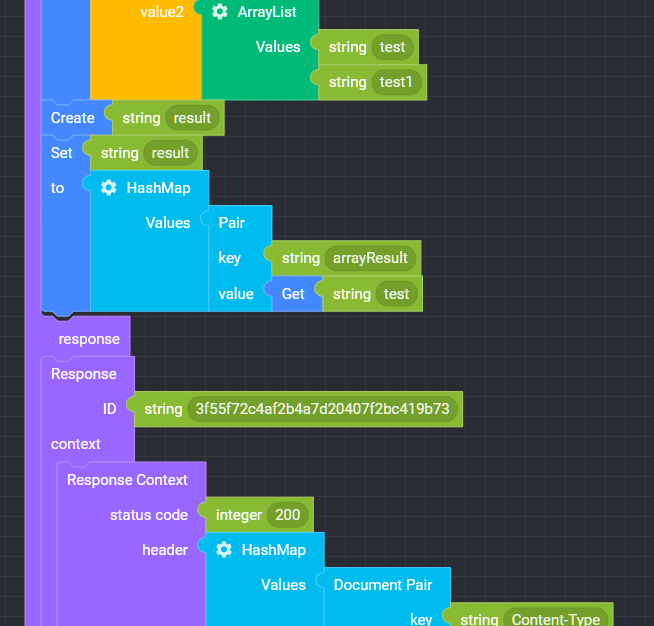 value2 ArrayList
Values string test
string test1
Create string result
Set string result
to HashMap
Values Pair
key string arrayResult
value Get string test
response
Response
ID string 3f55f72c4af2b4a7d20407f2bc419b73
context
Response Context
status code integer 200
header HashMap
Values Document Pair
key string Content-Type